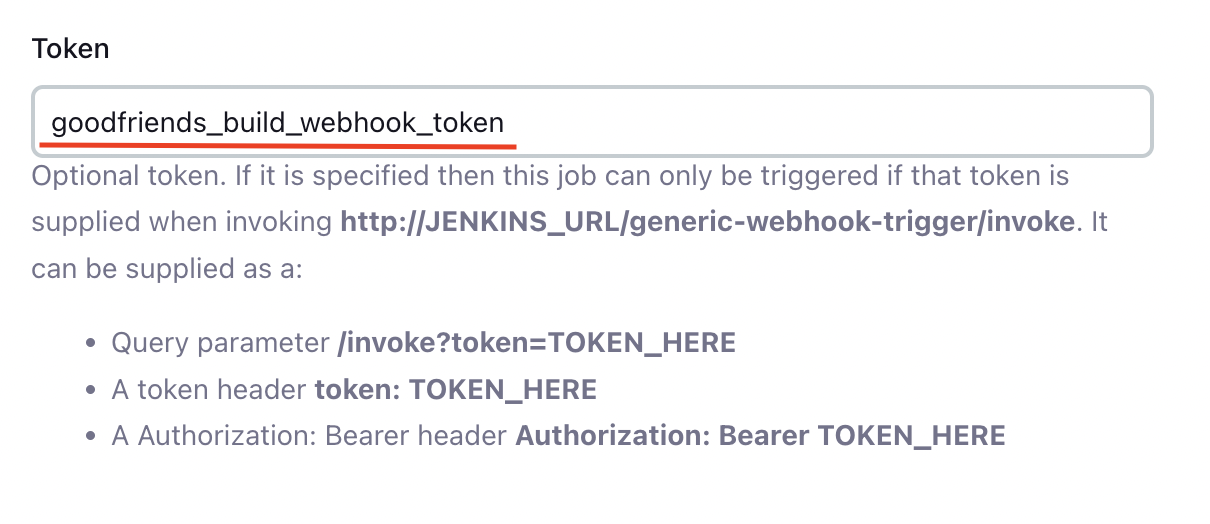 Token
goodfriends_build_webhook_token
Optional token. If it is specified then this job can only be triggered if that token is
supplied when invoking http://JENKINS_URL/generic-webhook-trigger/invoke. It
can be supplied as a:
• Query parameter /invoke?token=TOKEN_HERE
• A token header token: TOKEN_HERE
• A Authorization: Bearer header Authorization: Bearer TOKEN_HERE